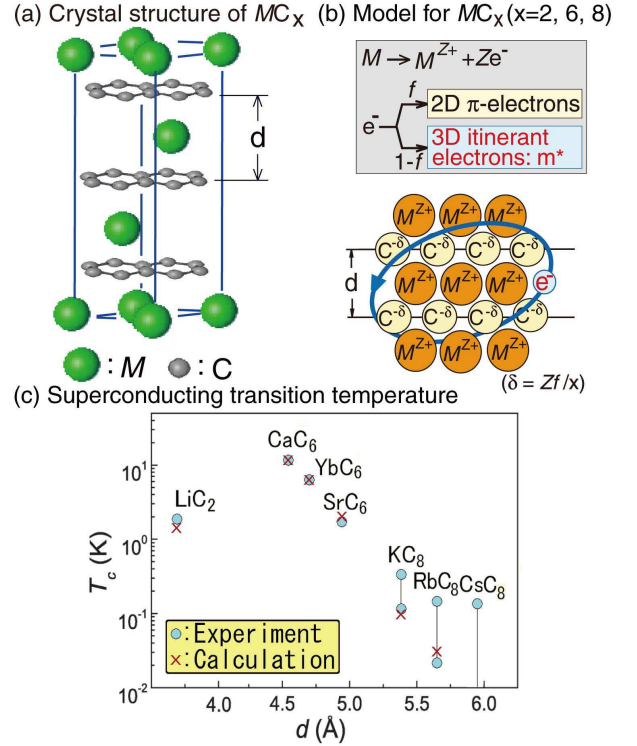 (a) Crystal structure of MCx
(b) Model for MCx(x=2, 6, 8)
d
:M :C
M → M^Z+ +Ze-
f
2D π-electrons
e-
3D itinerant
electrons: m*
1-f
M^Z+ M^Z+ M^Z+
C^-δ C^-δ C^-δ C^-δ
d
M^Z+ M^Z+ M^Z+
e-
C^-δ C^-δ C^-δ C^-δ
M^Z+ M^Z+ M^Z+
(δ = Zf/x)
(c) Superconducting transition temperature
CaC6
YbC6
LiC2
SrC6
KC8
RbC8 CsC8
10^1
10^0
10^-1
10^-2
Tc (K)
:Experiment
:Calculation
4.0 4.5 5.0 5.5 6.0
d (Å)